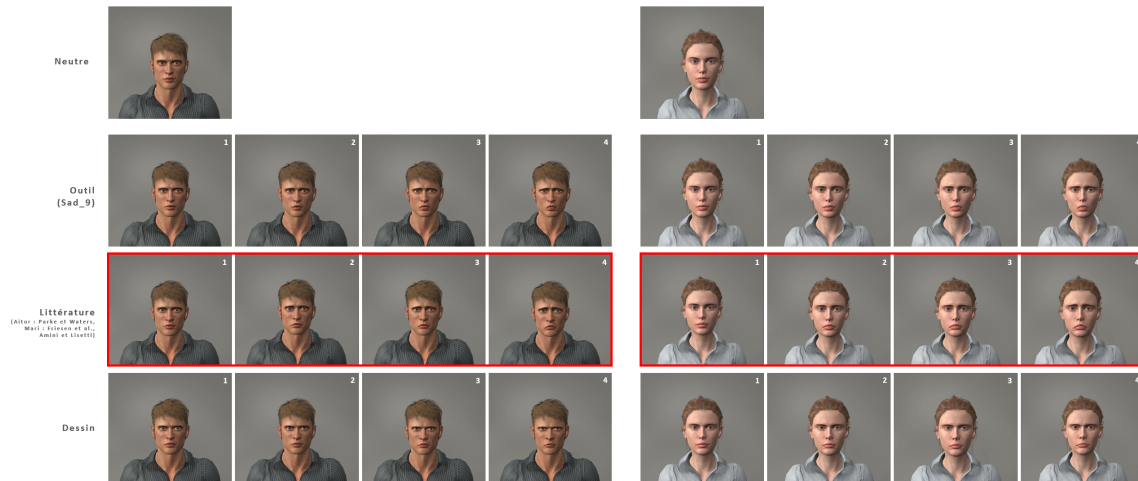 Neutre
1 2 3 4 1 2 3 4
Outil
(Sad_9)
1 2 3 4 1 2 3 4
Littérature
(Aitor : Parke et Waters,
Mari : Friesen et al.,
Amini et Lisetti)
1 2 3 4 1 2 3 4
Dessin